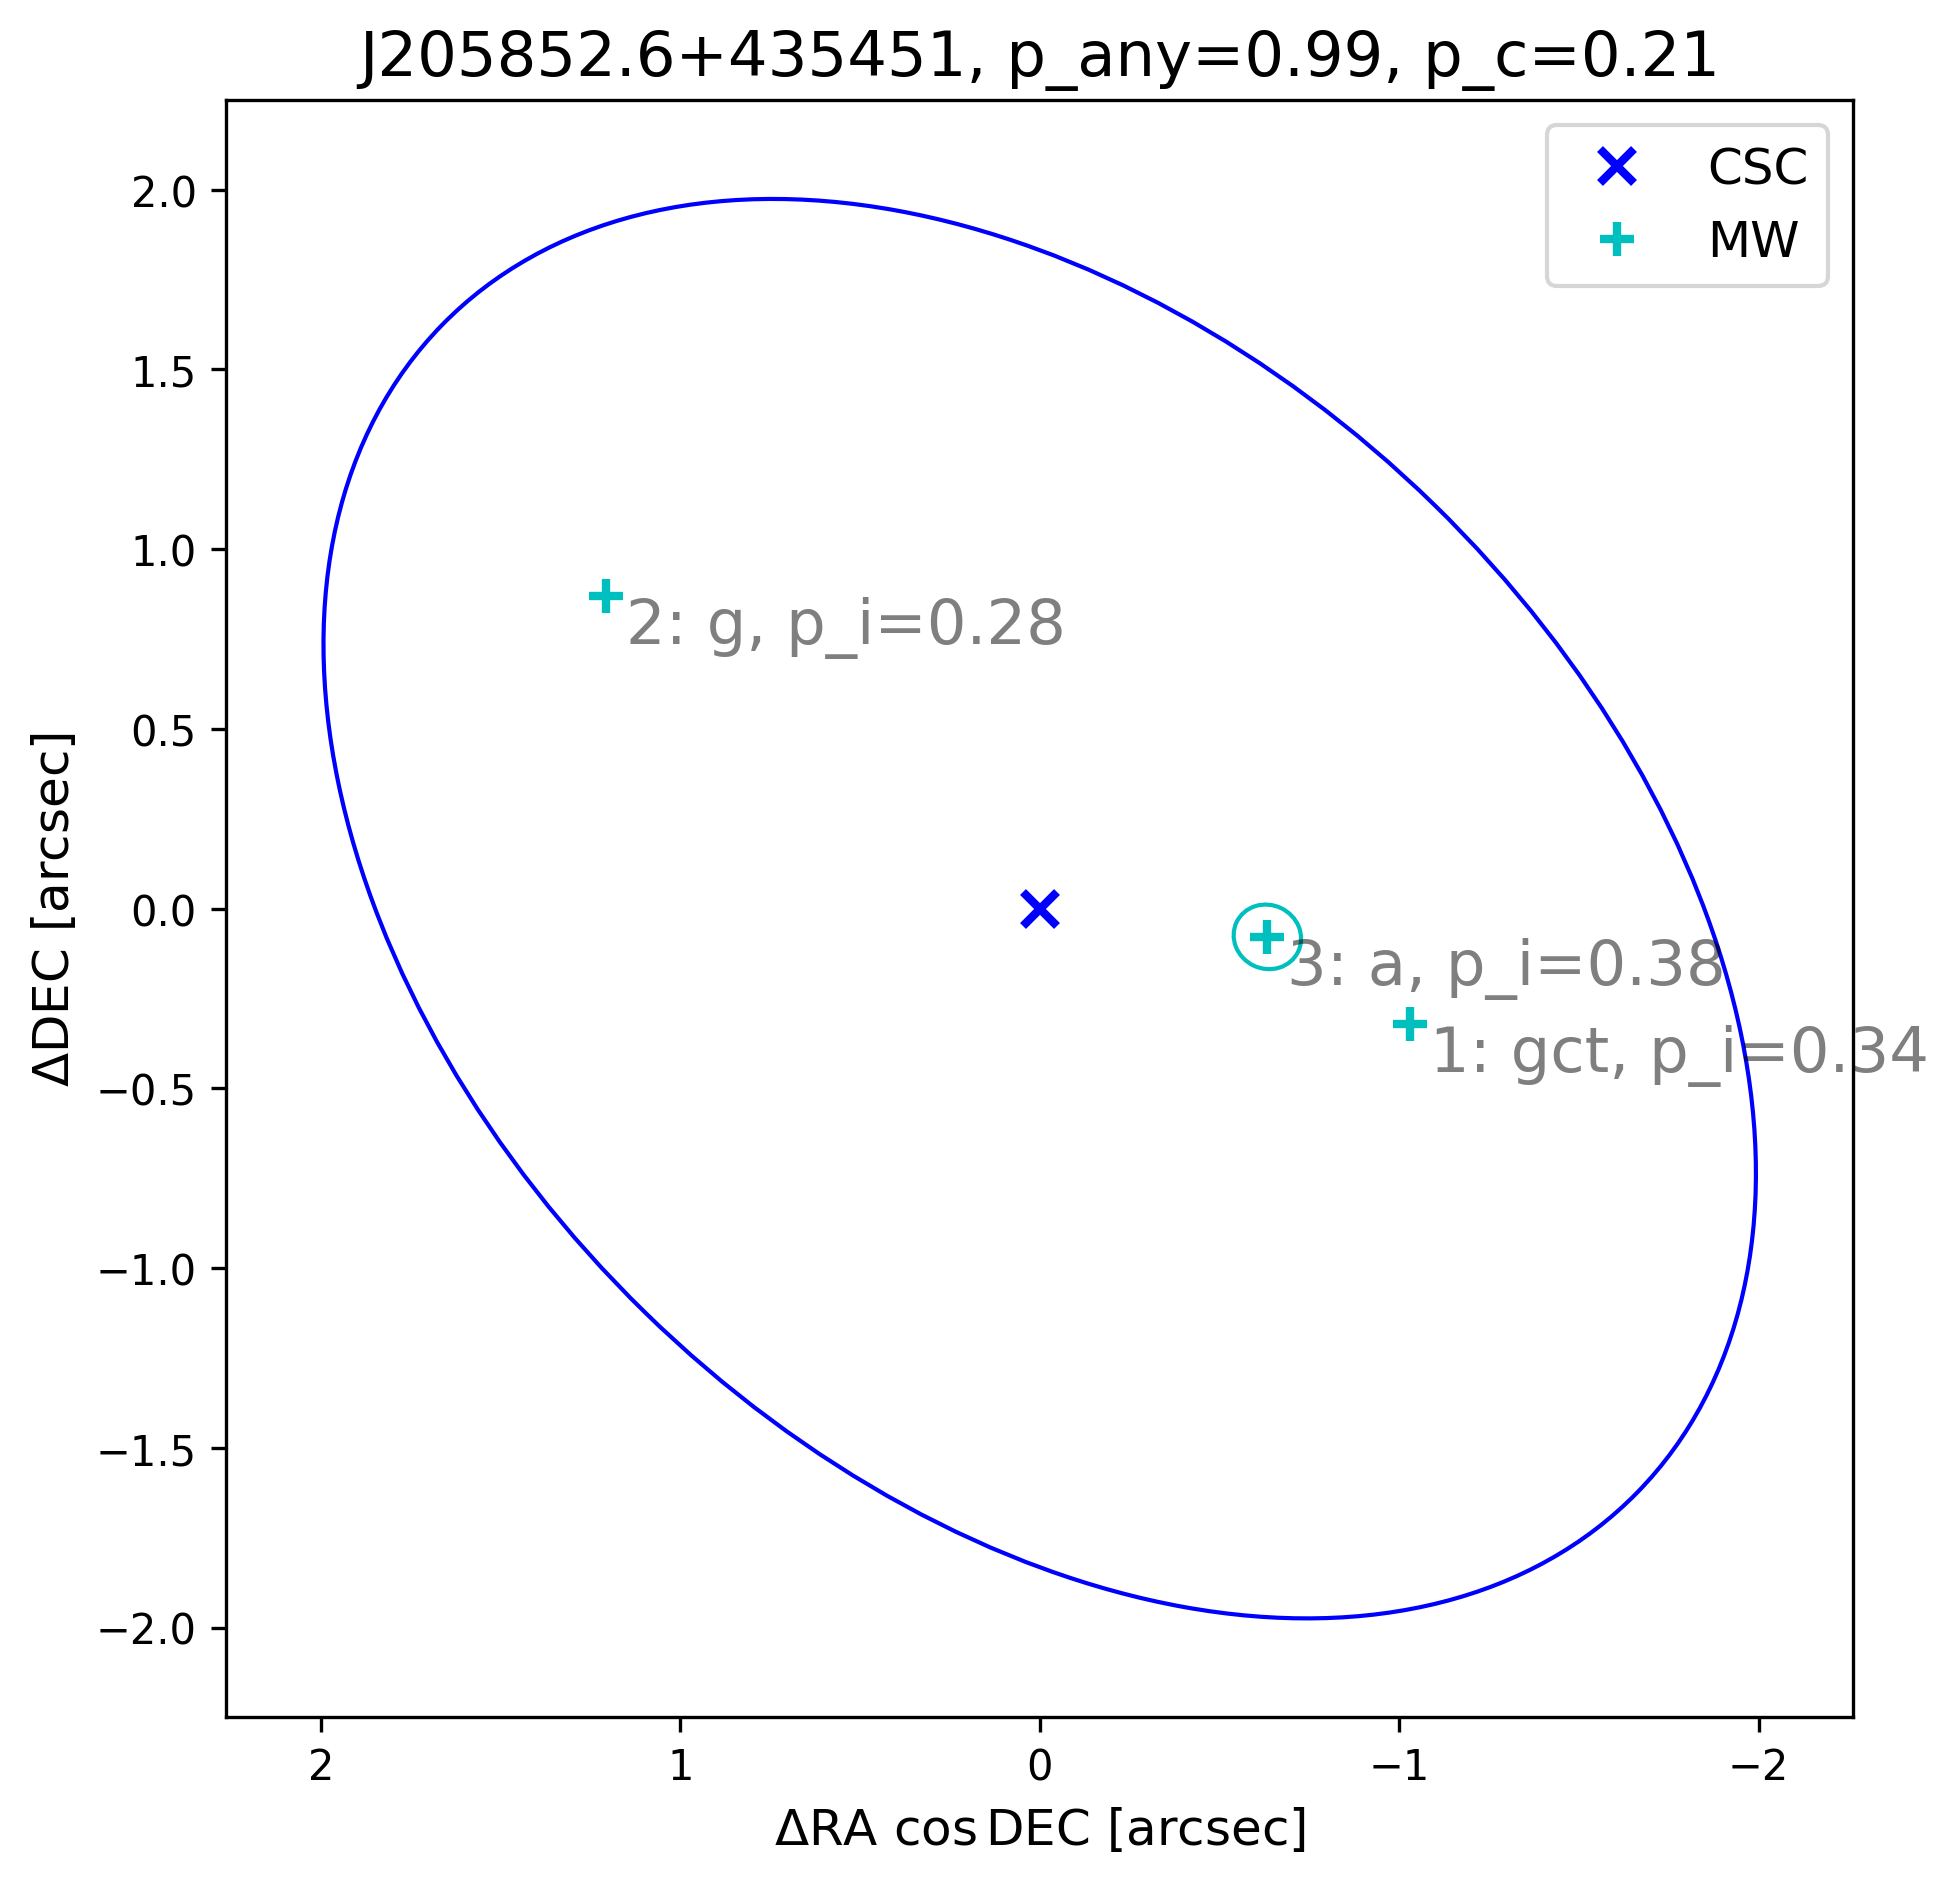 J205852.6+435451, p_any=0.99, p_c=0.21
CSC
MW
2.0
1.5
1.0
0.5
0.0
−0.5
−1.0
−1.5
−2.0
ΔDEC [arcsec]
2: g, p_i=0.28
3: a, p_i=0.38
1: gct, p_i=0.34
2
1
0
−1
−2
ΔRA cos DEC [arcsec]